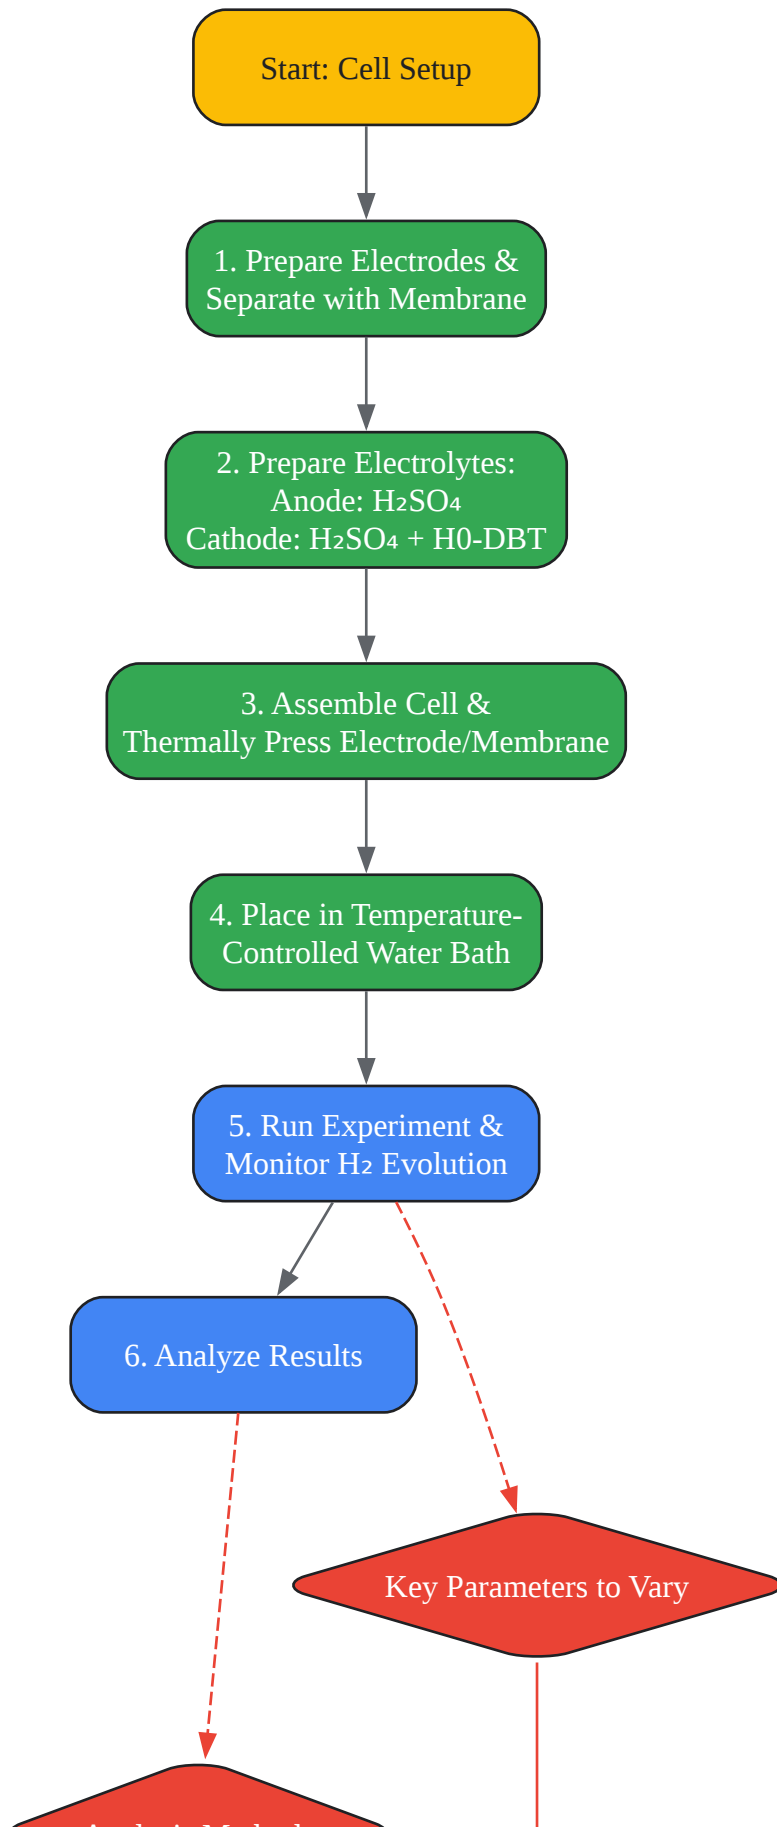 Start: Cell Setup
1. Prepare Electrodes &
Separate with Membrane
2. Prepare Electrolytes:
Anode: H₂SO₄
Cathode: H₂SO₄ + H0-DBT
3. Assemble Cell &
Thermally Press Electrode/Membrane
4. Place in Temperature-
Controlled Water Bath
5. Run Experiment &
Monitor H₂ Evolution
6. Analyze Results
Key Parameters to Vary